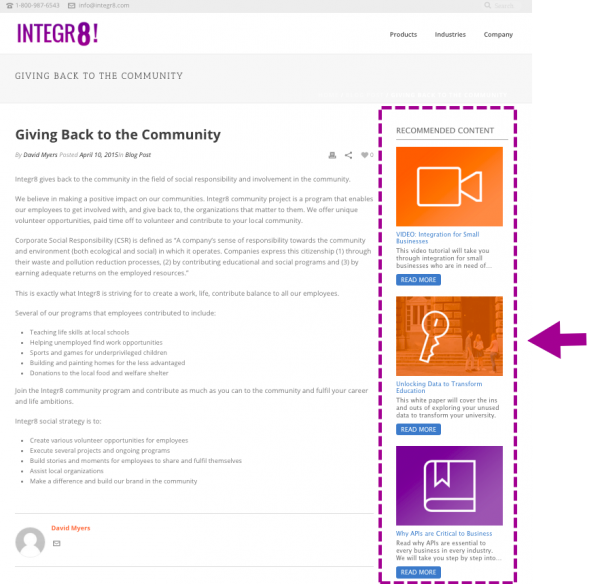 1-800-987-6543 info@integr8.com Search
INTEGR8!
Products Industries Company
GIVING BACK TO THE COMMUNITY
Giving Back to the Community
By David Myers Posted April 10, 2015In Blog Post
0
Integr8 gives back to the community in the field of social responsibility and involvement in the community.
We believe in making a positive impact on our communities. Integr8 community project is a program that enables
our employees to get involved with, and give back to, the organizations that matter to them. We offer unique
volunteer opportunities, paid time off to volunteer and contribute to your local community.
Corporate Social Responsibility (CSR) is defined as "A company's sense of responsibility towards the community
and environment (both ecological and social) in which it operates. Companies express this citizenship (1) through
their waste and pollution reduction processes, (2) by contributing educational and social programs and (3) by
earning adequate returns on the employed resources."
This is exactly what Integr8 is striving for to create a work, life, contribute balance to all our employees.
Several of our programs that employees contributed to include:
Teaching life skills at local schools
Helping unemployed find work opportunities
Sports and games for underprivileged children
Building and painting homes for the less advantaged
Donations to the local food and welfare shelter
Join the Integr8 community program and contribute as much as you can to the community and fulfil your career
and life ambitions.
Integr8 social strategy is to:
Create various volunteer opportunities for employees
Execute several projects and ongoing programs
Build stories and moments for employees to share and fulfil themselves
Assist local organizations
Make a difference and build our brand in the community
David Myers
RECOMMENDED CONTENT
VIDEO: Integration for Small
Businesses
This video tutorial will take you
through integration for small
businesses who are in need of...
READ MORE
Unlocking Data to Transform
Education
This white paper will cover the ins
and outs of exploring your unused
data to transform your university.
READ MORE
Why APIs are Critical to Business
Read why APIs are essential to
every business in every industry.
We will take you step by step into...
READ MORE